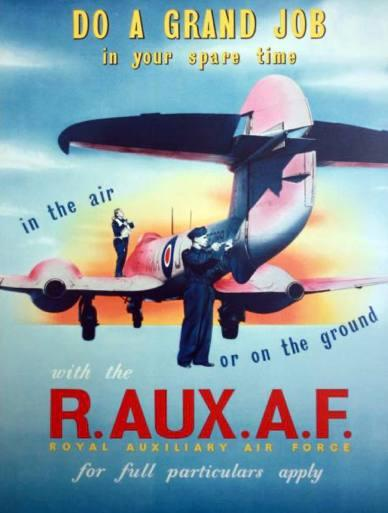 DO A GRAND JOB
in your spare time
in the air
or on the ground
with the
R.AUX.A.F.
ROYAL AUXILIARY AIR FORCE
for full particulars apply